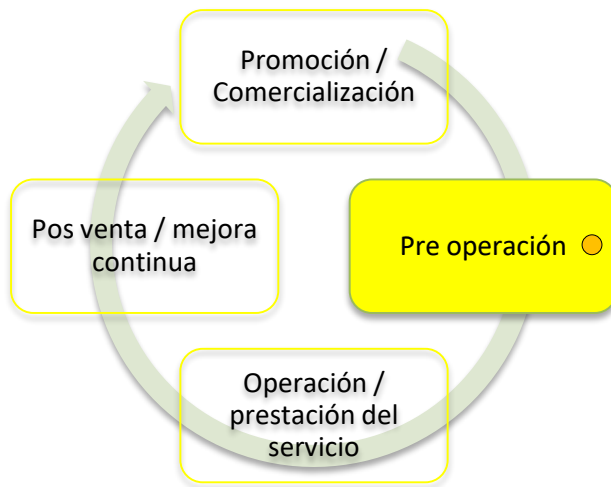 Promoción /
Comercialización
Pre operación
Operación /
prestación del
servicio
Pos venta / mejora
continua